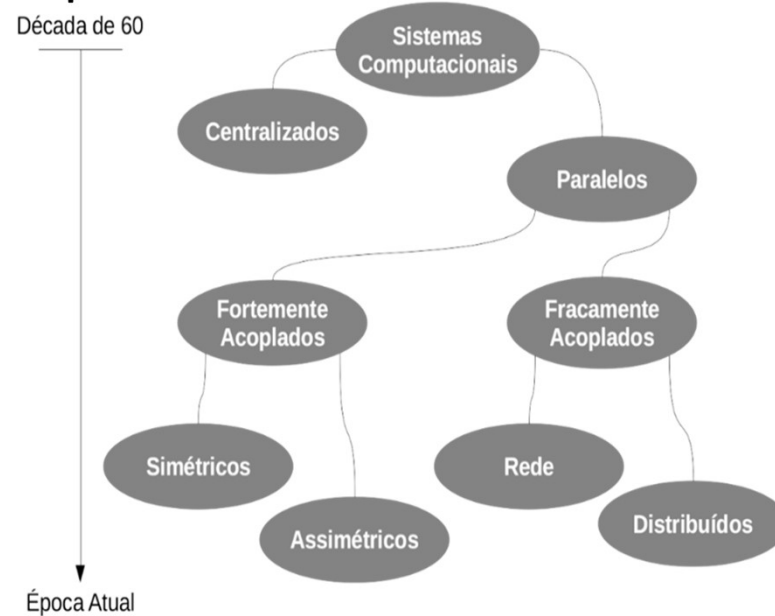 Década de 60
Sistemas
Computacionais
Centralizados
Paralelos
Fortemente
Acoplados
Fracamente
Acoplados
Simétricos
Rede
Assimétricos
Distribuídos
Época Atual